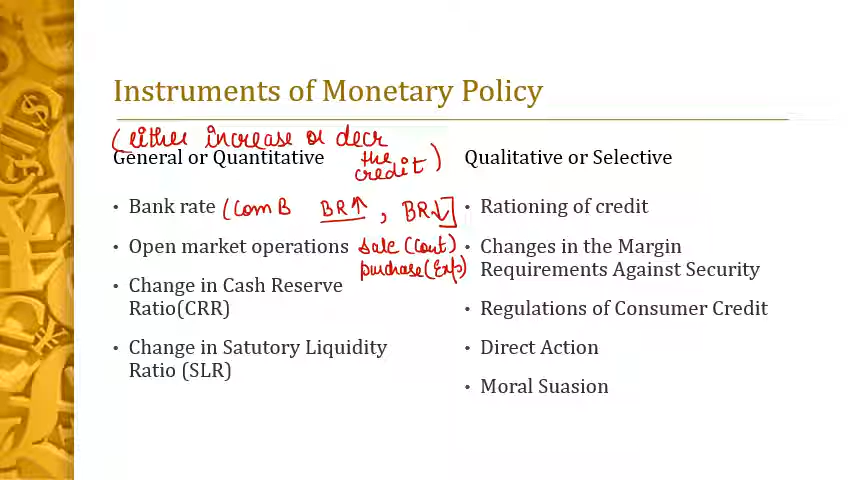 Instruments of Monetary Policy
(either increase or decr
the
credit)
General or Quantitative
Bank rate (Com B BR↑, BR↓]
Open market operations sale (Cont)
purchase (Exp)
Change in Cash Reserve
Ratio(CRR)
Change in Satutory Liquidity
Ratio (SLR)
Qualitative or Selective
Rationing of credit
Changes in the Margin
Requirements Against Security
Regulations of Consumer Credit
Direct Action
Moral Suasion